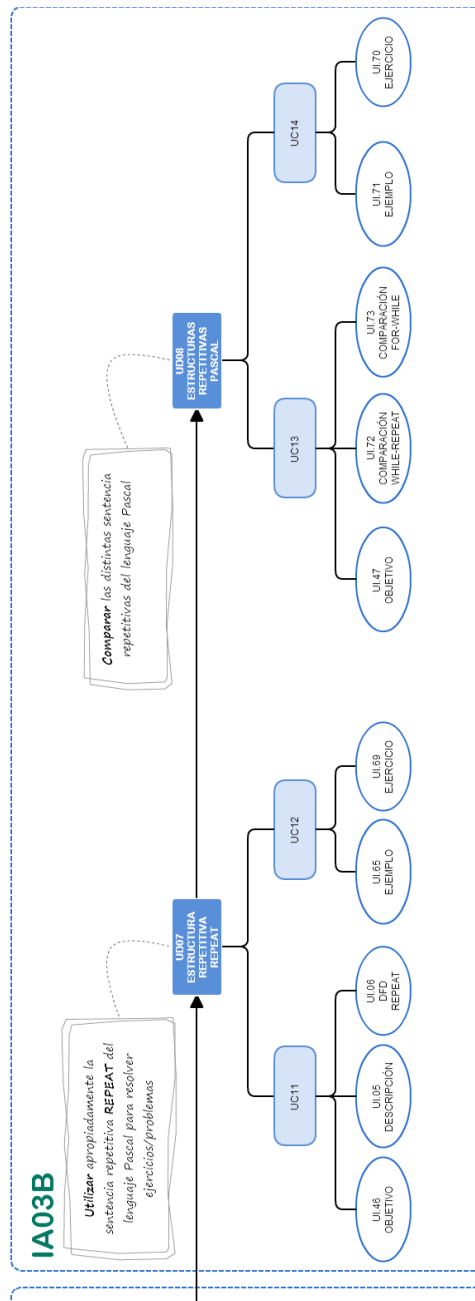 IA03B
Utilizar apropiadamente la
sentencia repetitiva REPEAT del
lenguaje Pascal para resolver
ejercicios/problemas
Comparar las distintas sentencia
repetitivas del lenguaje Pascal
UD07
ESTRUCTURA
REPETITIVA
REPEAT
UD08
ESTRUCTURAS
REPETITIVAS
PASCAL
UC11
UC12
UC13
UC14
UI.46
OBJETIVO
UI.05
DESCRIPCIÓN
UI.06
DFD
REPEAT
UI.65
EJEMPLO
UI.69
EJERCICIO
UI.47
OBJETIVO
UI.72
COMPARACIÓN
WHILE-REPEAT
UI.73
COMPARACIÓN
FOR-WHILE
UI.71
EJEMPLO
UI.70
EJERCICIO